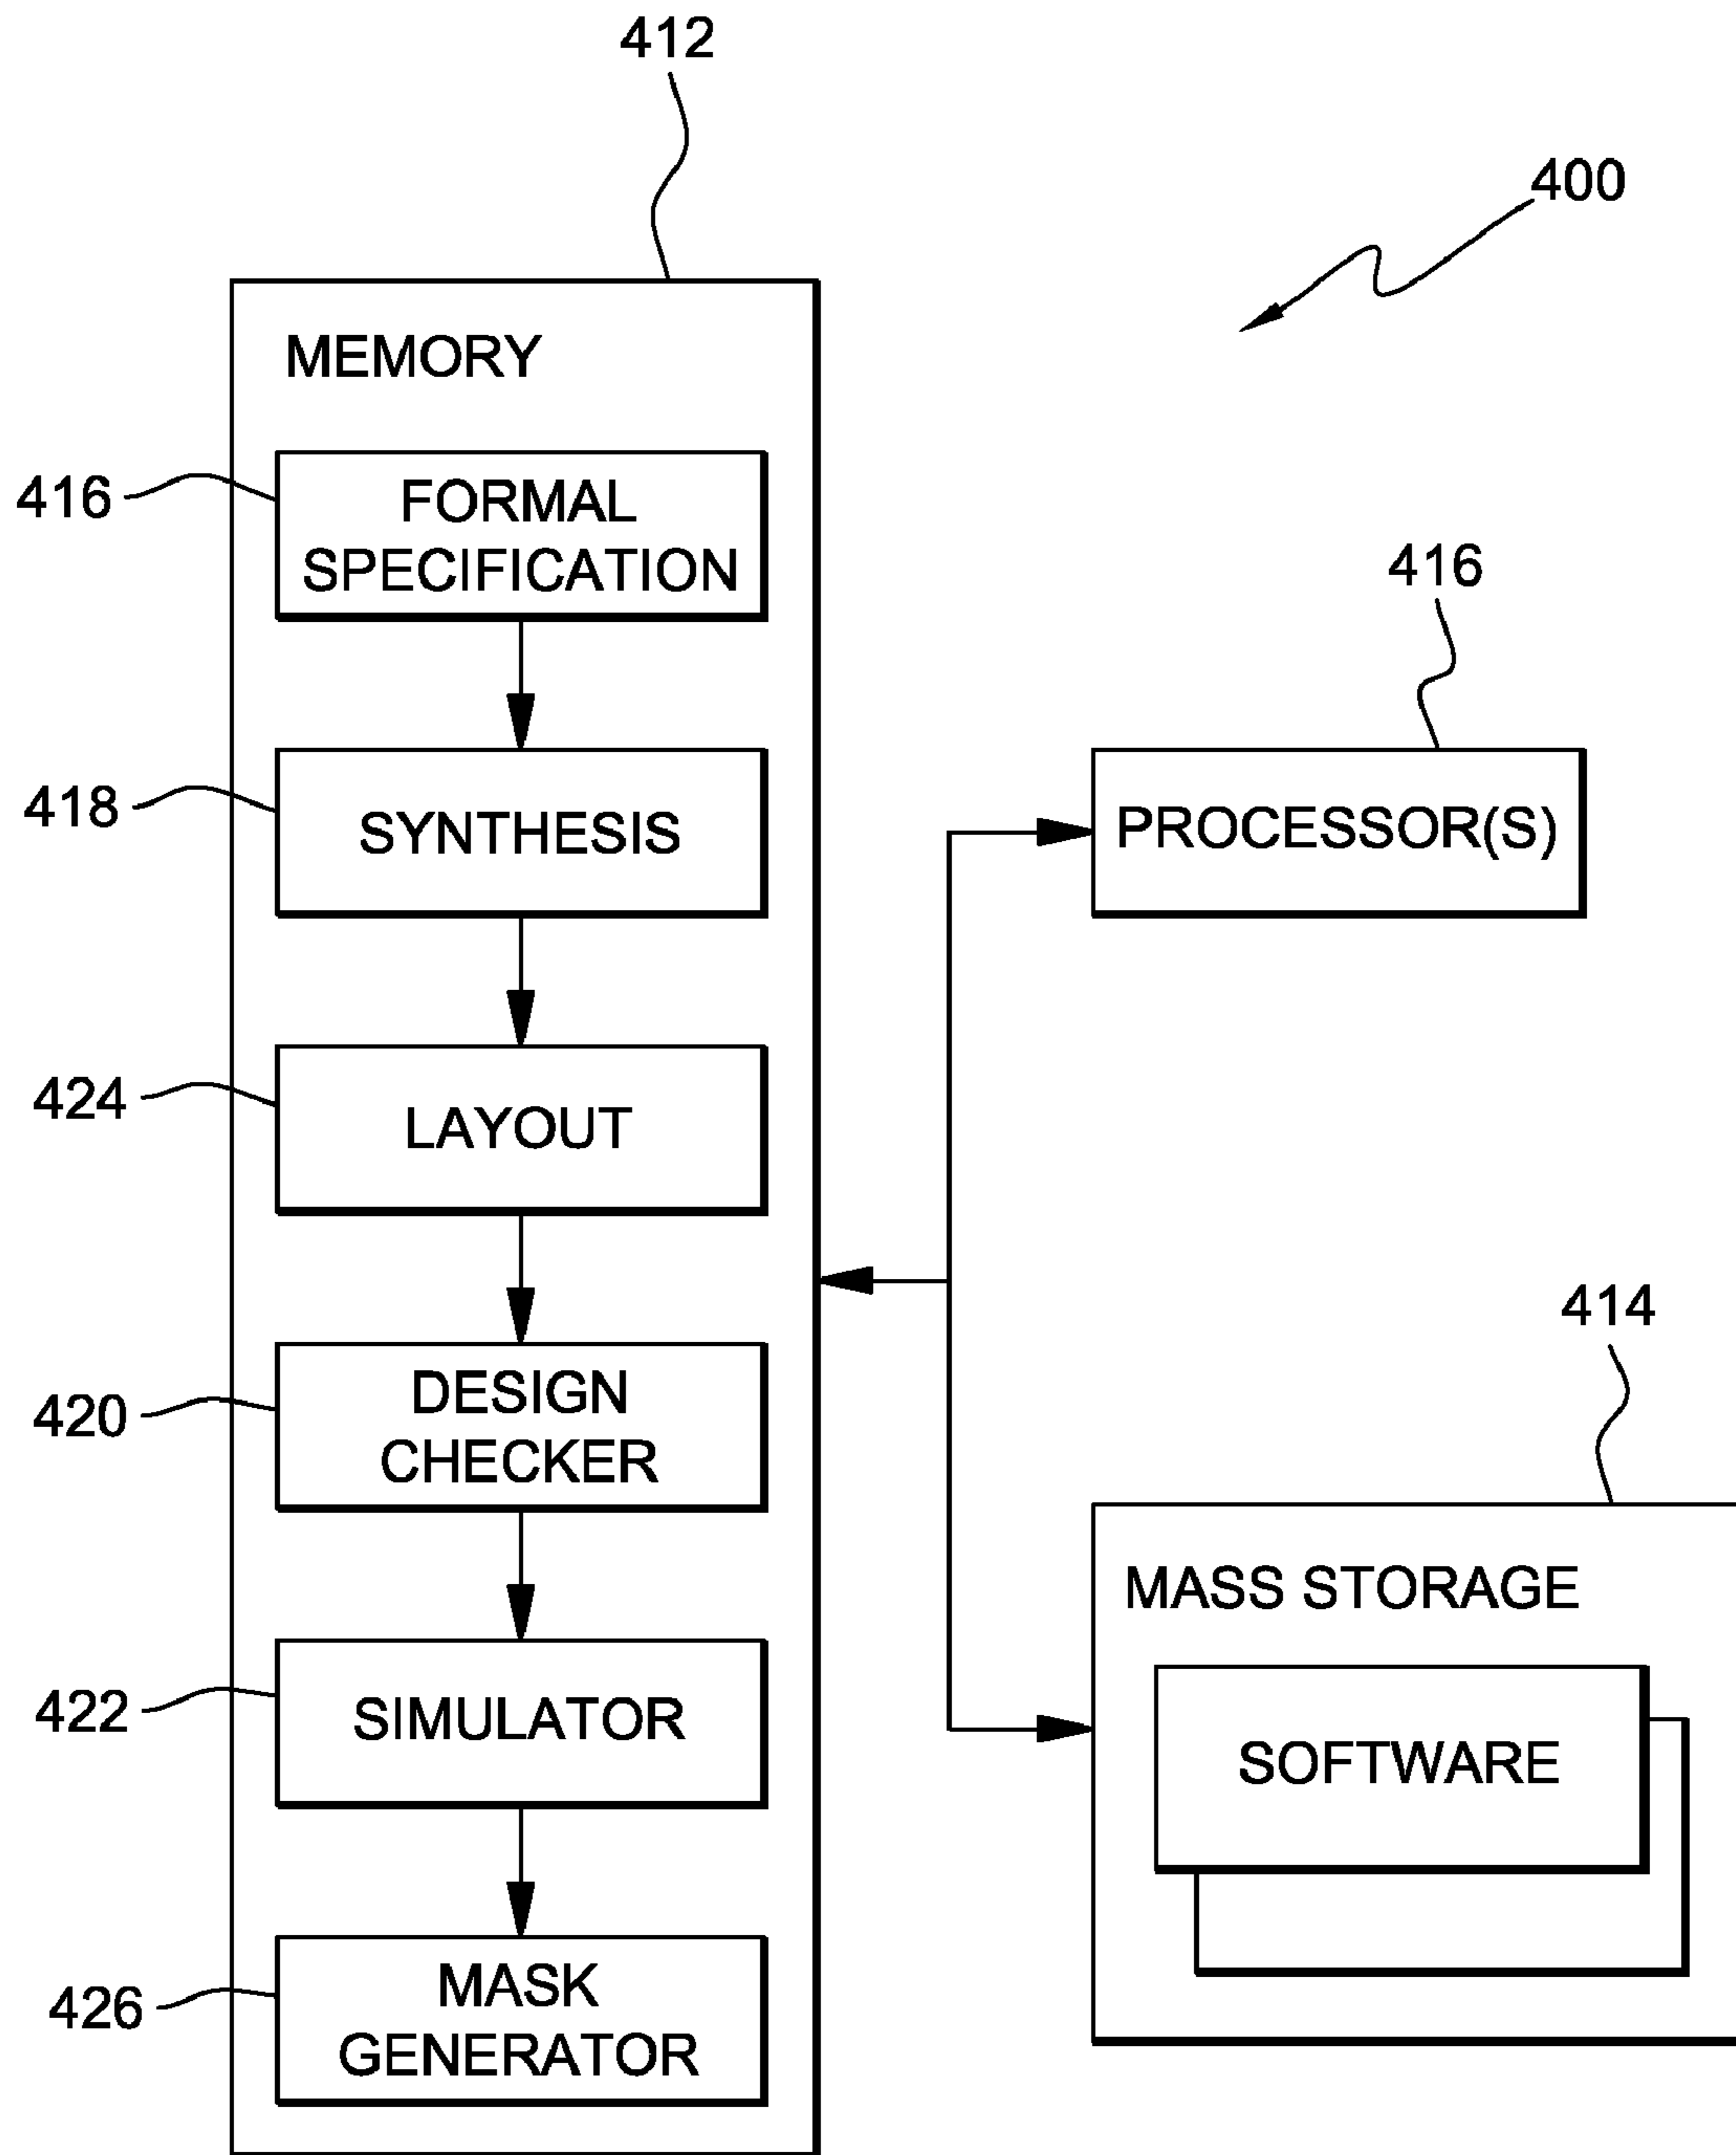 412
400
MEMORY
416
FORMAL
SPECIFICATION
416
418
SYNTHESIS
PROCESSOR(S)
424
LAYOUT
414
420
DESIGN
CHECKER
MASS STORAGE
422
SIMULATOR
SOFTWARE
426
MASK
GENERATOR